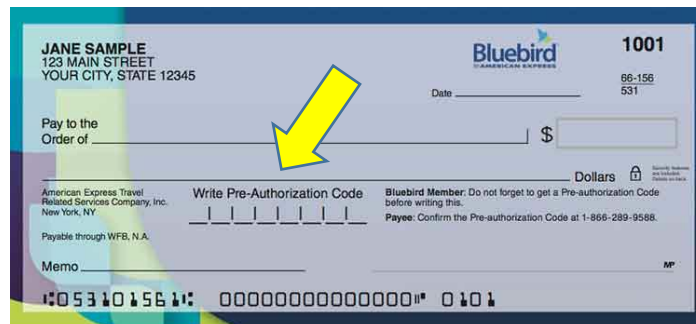 JANE SAMPLE
123 MAIN STREET
YOUR CITY, STATE 12345
Bluebird
AMERICAN EXPRESS
1001
66-156
531
Date
Pay to the
Order of
$
Dollars
American Express Travel
Related Services Company, Inc.
New York, NY
Payable through WFB, N.A.
Write Pre-Authorization Code
Bluebird Member: Do not forget to get a Pre-authorization Code
before writing this.
Payee: Confirm the Pre-authorization Code at 1-866-289-9588.
Memo
MP
⑆053101561⑆ 00000000000000⑈ 0101